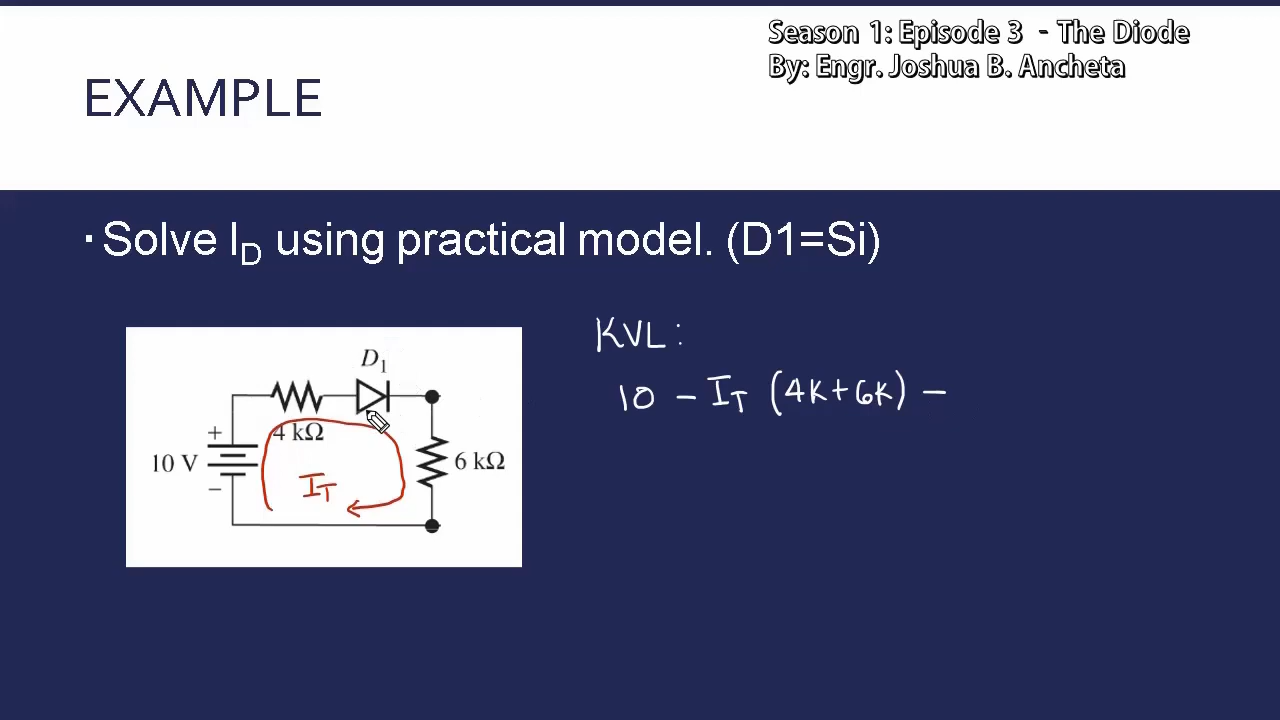 Season 1: Episode 3 - The Diode
By: Engr. Joshua B. Ancheta
EXAMPLE
· Solve I_D using practical model. (D1=Si)
D₁
4 kΩ
+
10 V
−
6 kΩ
I_T
KVL:
10 − I_T (4K+6K) −